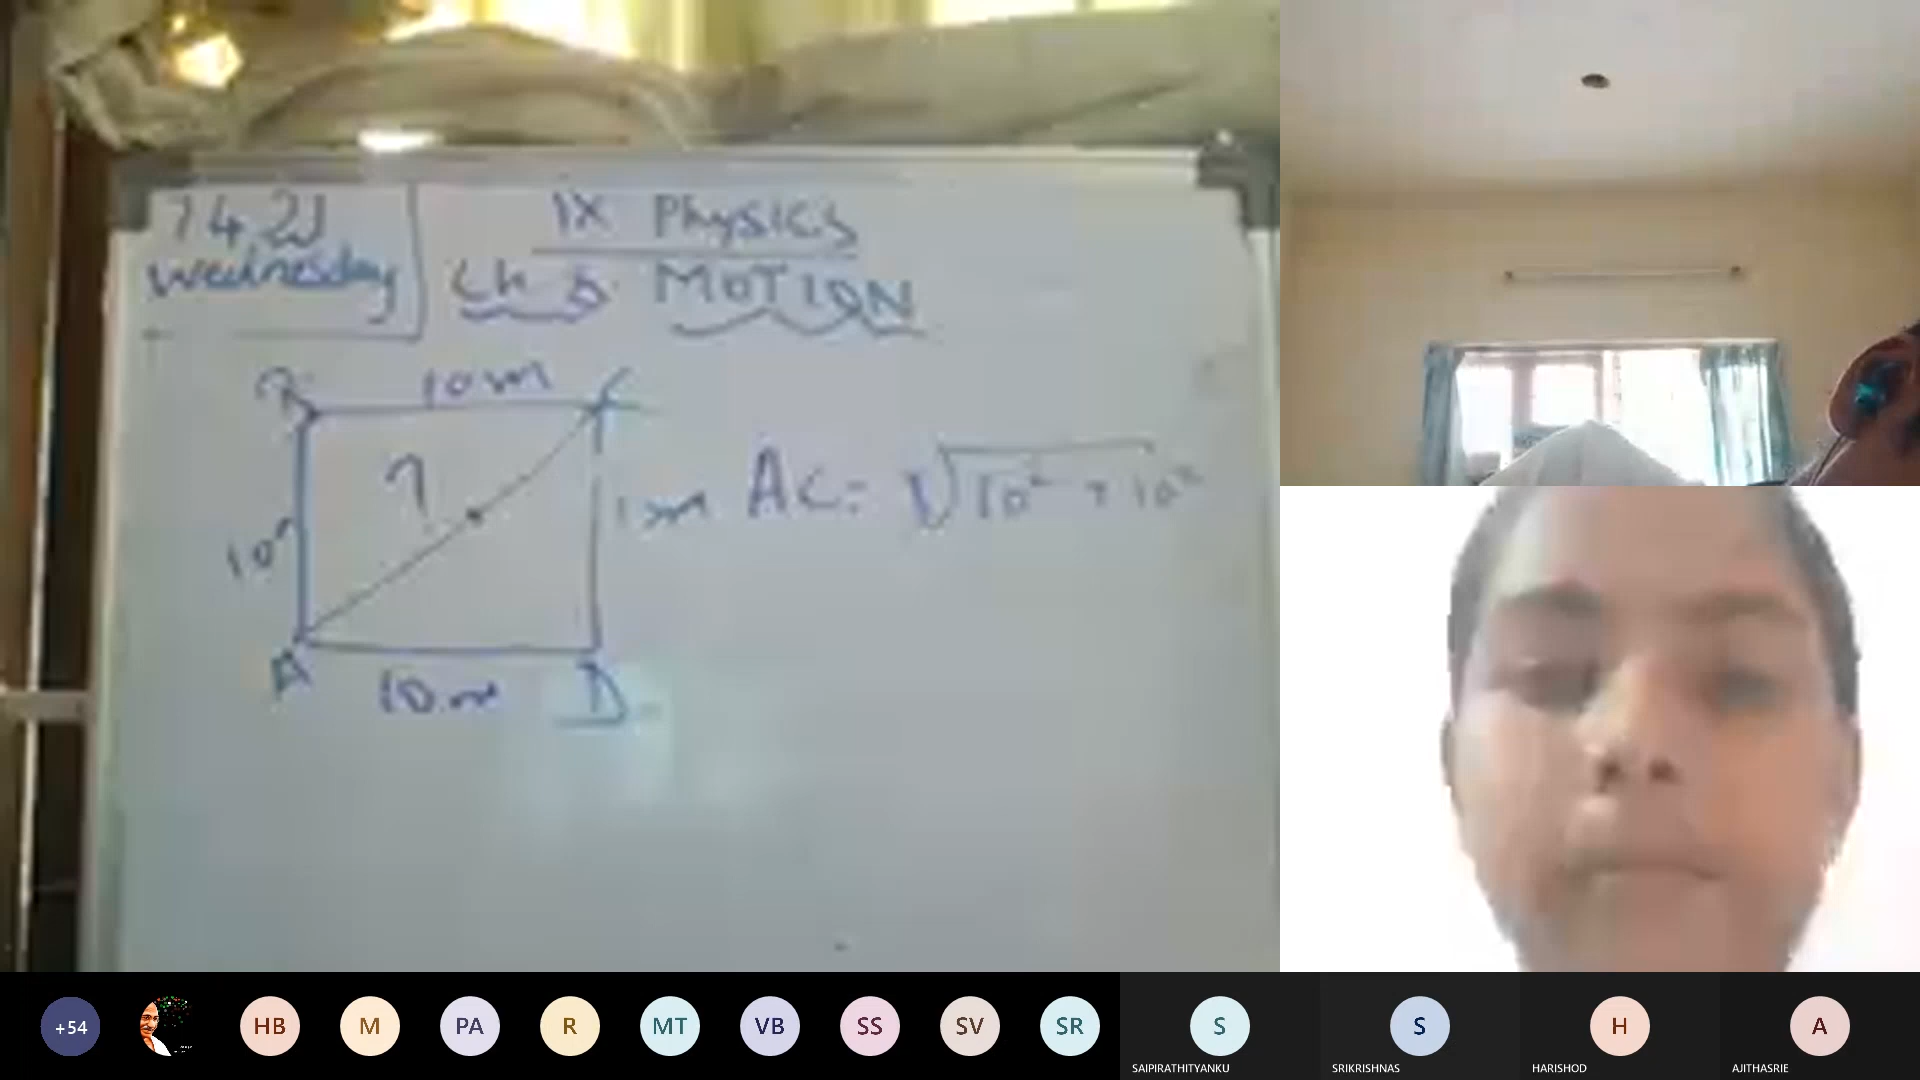 7.4.21
Wednesday
IX Physics
Ch 8. MOTION
B
10m
C
?
10m
1m
AC = √10² + 10²
A
10m
D
+54
HB
M
PA
R
MT
VB
SS
SV
SR
S
SAIPIRATHITYANKU
S
SRIKRISHNAS
H
HARISHOD
A
AJITHASRIE